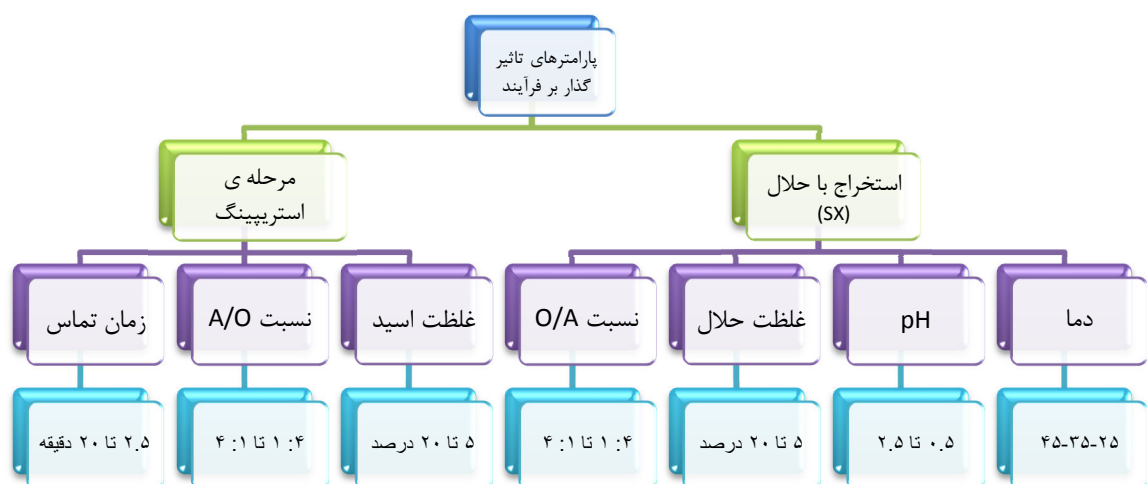 پارامترهای تاثیر
گذار بر فرآیند
استخراج با حلال
(SX)
مرحله ی
استریپینگ
دما
pH
غلظت حلال
نسبت O/A
غلظت اسید
نسبت A/O
زمان تماس
۲۵-۳۵-۴۵
۰.۵ تا ۲.۵
۵ تا ۲۰ درصد
۱:۴ تا ۴:۱
۵ تا ۲۰ درصد
۱:۴ تا ۴:۱
۲.۵ تا ۲۰ دقیقه